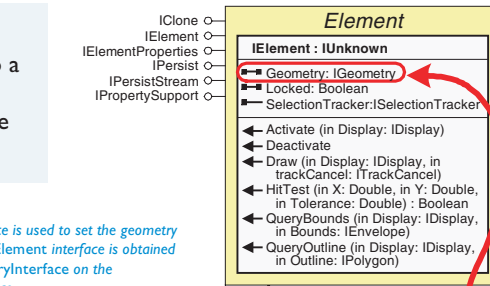 a
e
ce is used to set the geometry
Element interface is obtained
ryInterface on the
IClone
IElement
IElementProperties
IPersist
IPersistStream
IPropertySupport
Element
IElement : IUnknown
Geometry: IGeometry
Locked: Boolean
SelectionTracker:ISelectionTracker
Activate (in Display: IDisplay)
Deactivate
Draw (in Display: IDisplay, in
trackCancel: ITrackCancel)
HitTest (in X: Double, in Y: Double,
in Tolerance: Double) : Boolean
QueryBounds (in Display: IDisplay,
in Bounds: IEnvelope)
QueryOutline (in Display: IDisplay,
in Outline: IPolygon)